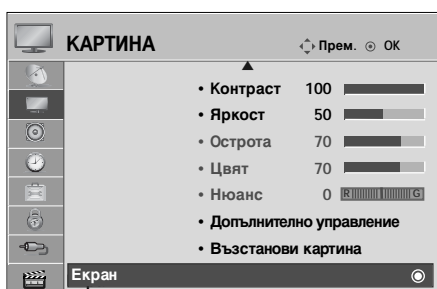 КАРТИНА Прем. OK
• Контраст 100
• Яркост 50
• Острота 70
• Цвят 70
• Нюанс 0 R G
• Допълнително управление
• Възстанови картина
Екран